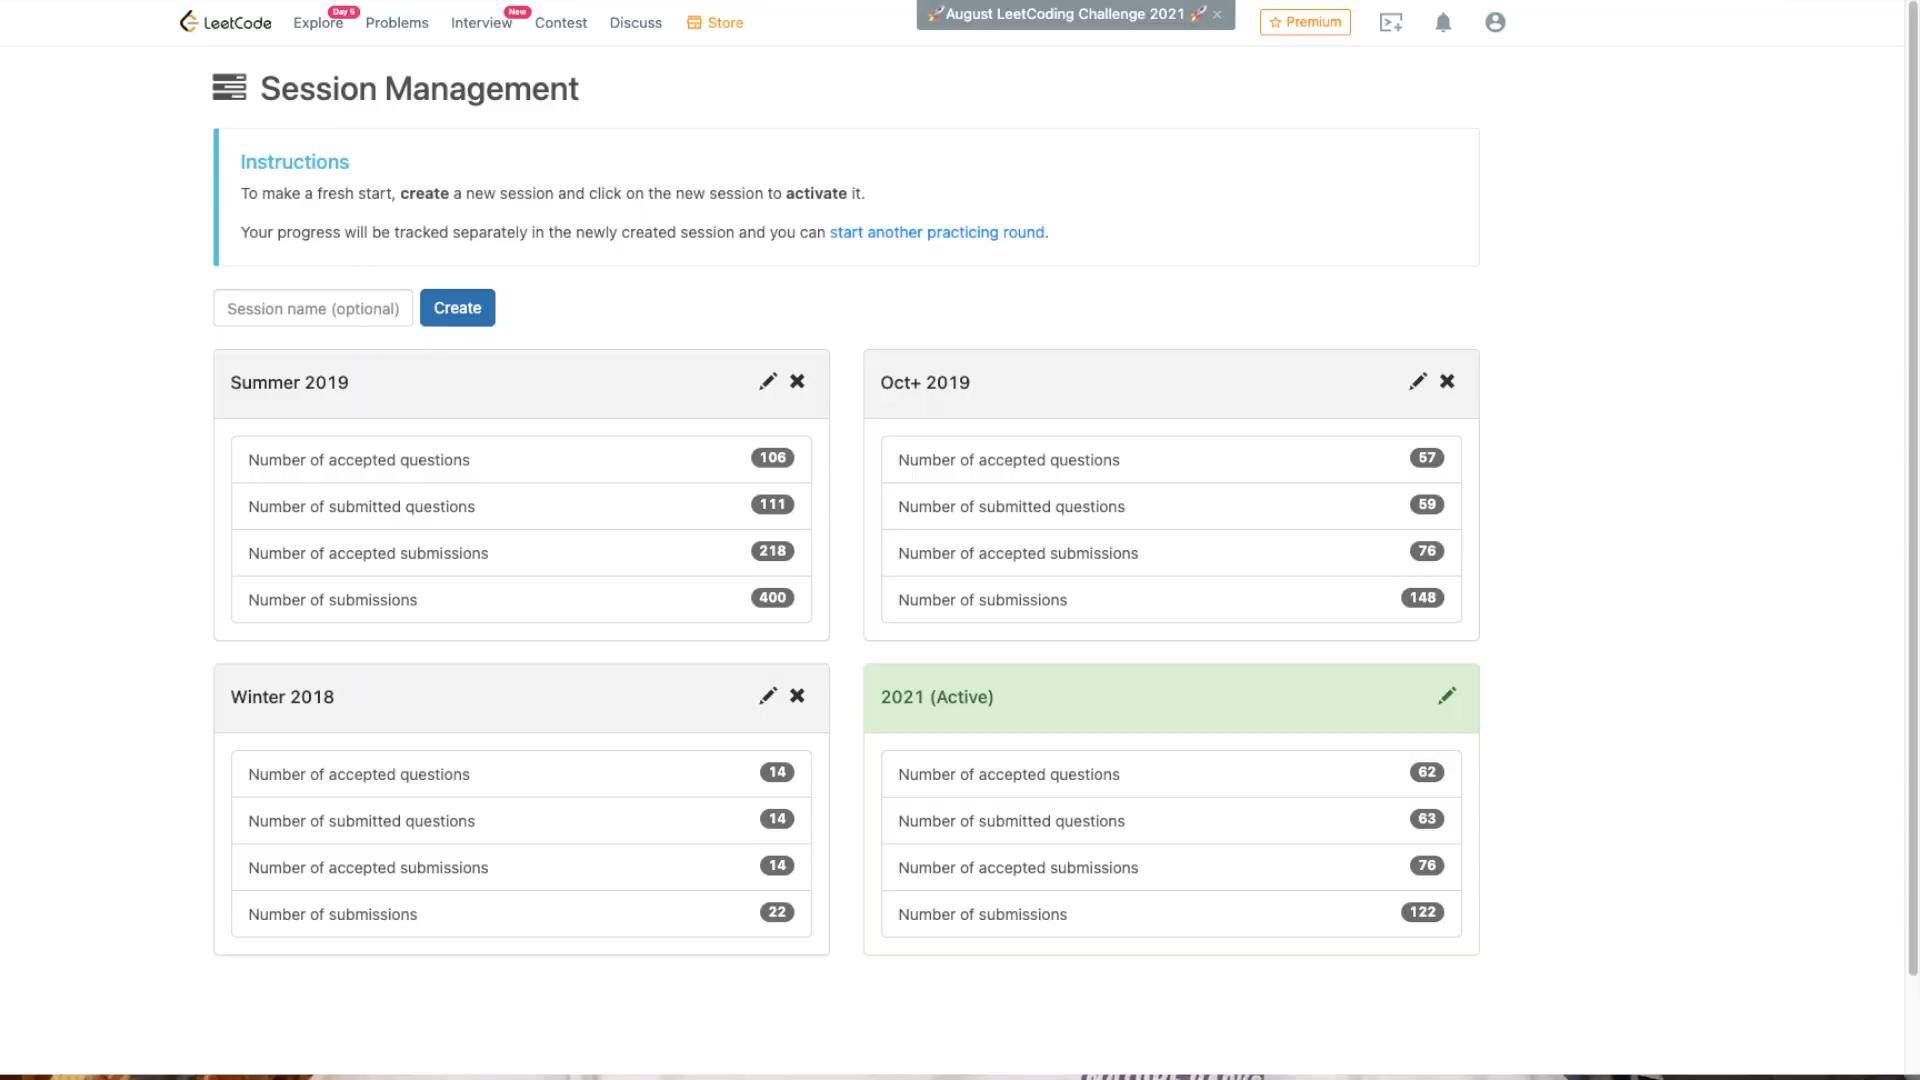 LeetCode Explore Day 5 Problems Interview New Contest Discuss Store 🚀August LeetCoding Challenge 2021 🚀 × Premium
Session Management
Instructions
To make a fresh start, create a new session and click on the new session to activate it.
Your progress will be tracked separately in the newly created session and you can start another practicing round.
Session name (optional) Create
Summer 2019
Number of accepted questions 106
Number of submitted questions 111
Number of accepted submissions 218
Number of submissions 400
Oct+ 2019
Number of accepted questions 57
Number of submitted questions 59
Number of accepted submissions 76
Number of submissions 148
Winter 2018
Number of accepted questions 14
Number of submitted questions 14
Number of accepted submissions 14
Number of submissions 22
2021 (Active)
Number of accepted questions 62
Number of submitted questions 63
Number of accepted submissions 76
Number of submissions 122